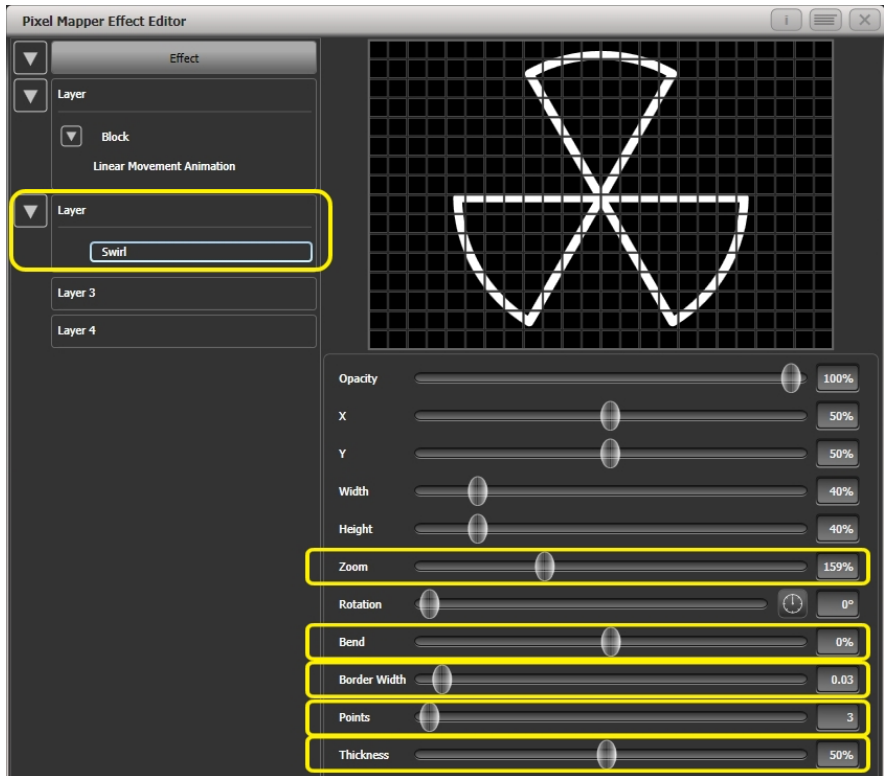 Pixel Mapper Effect Editor
i
Effect
Layer
Block
Linear Movement Animation
Layer
Swirl
Layer 3
Layer 4
Opacity 100%
X 50%
Y 50%
Width 40%
Height 40%
Zoom 159%
Rotation 0°
Bend 0%
Border Width 0.03
Points 3
Thickness 50%